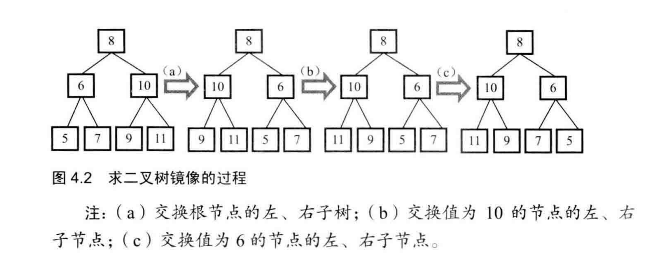 8 8 8 8
(a) (b) (c)
6 10 10 6 10 6 10 6
5 7 9 11 9 11 5 7 11 9 5 7 11 9 7 5
图 4.2 求二叉树镜像的过程
注:(a)交换根节点的左、右子树;(b)交换值为 10 的节点的左、右
子节点;(c)交换值为 6 的节点的左、右子节点。